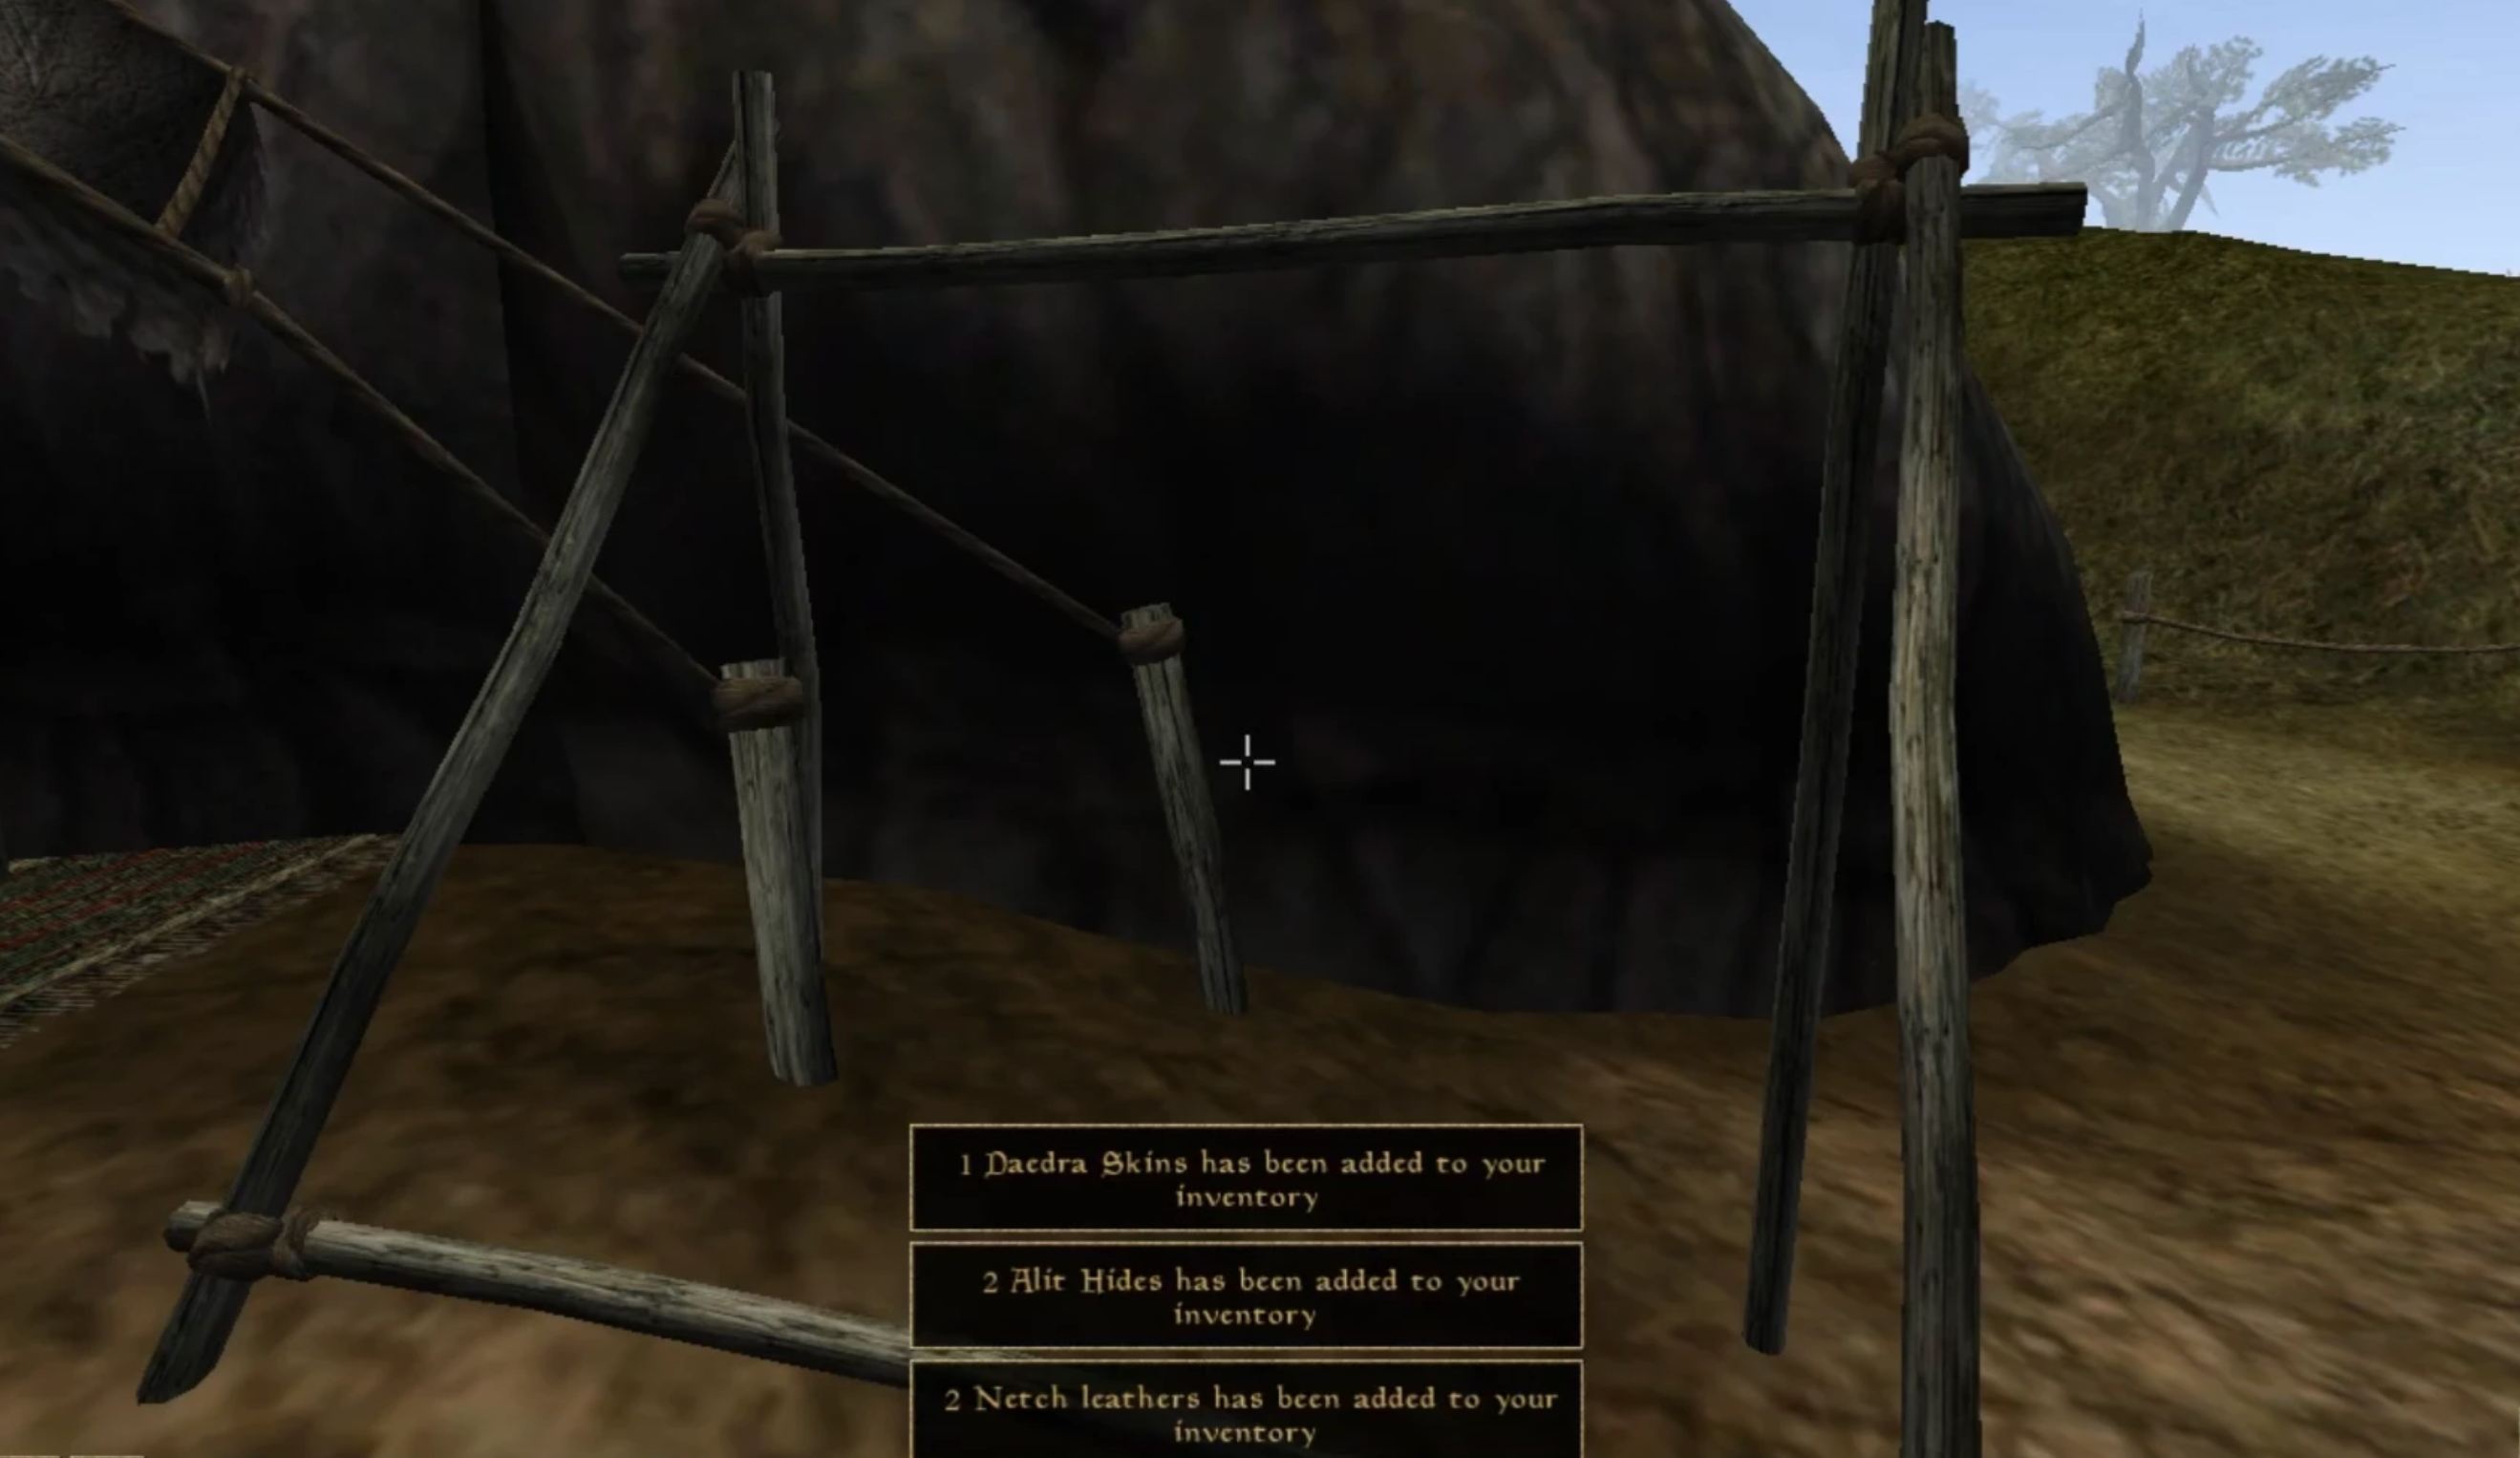 1 Daedra Skins has been added to your
inventory
2 Alit Hides has been added to your
inventory
2 Netch leathers has been added to your
inventory